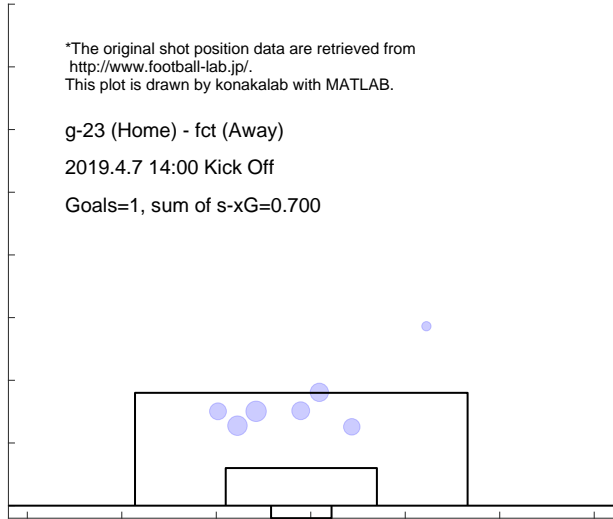 *The original shot position data are retrieved from
http://www.football-lab.jp/.
This plot is drawn by konakalab with MATLAB.
g-23 (Home) - fct (Away)
2019.4.7 14:00 Kick Off
Goals=1, sum of s-xG=0.700